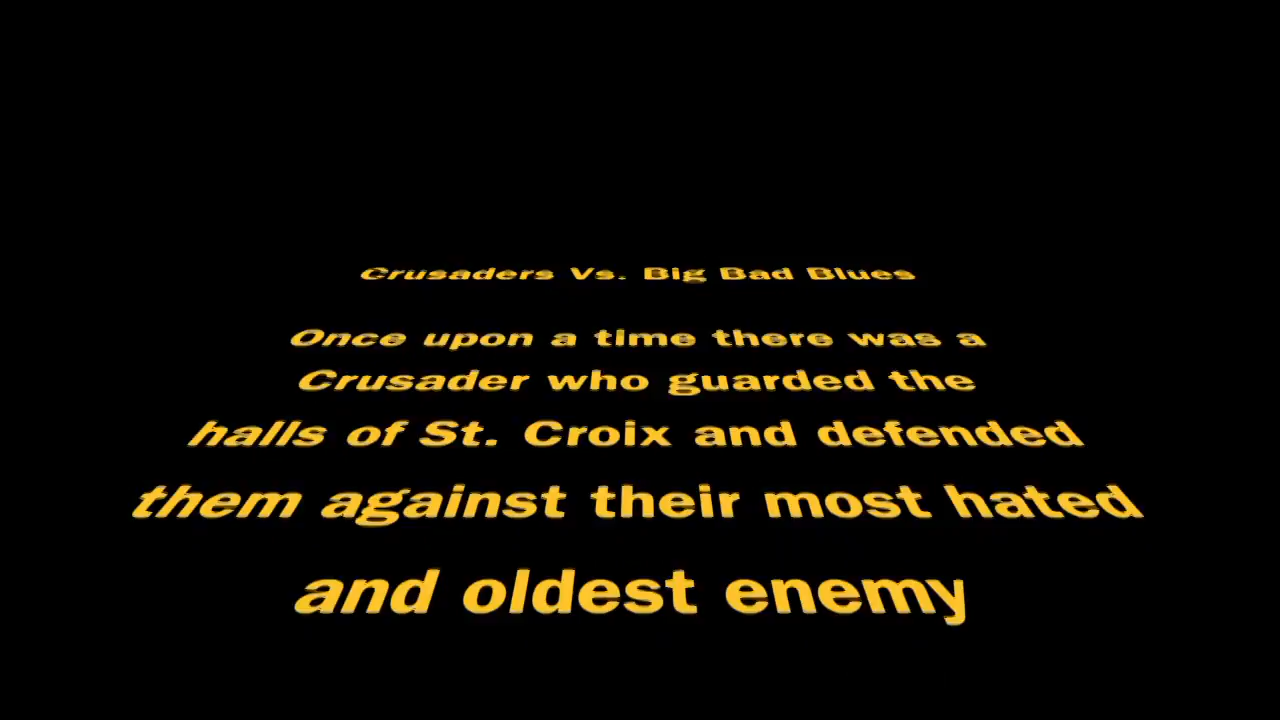 Crusaders Vs. Big Bad Blues
Once upon a time there was a
Crusader who guarded the
halls of St. Croix and defended
them against their most hated
and oldest enemy